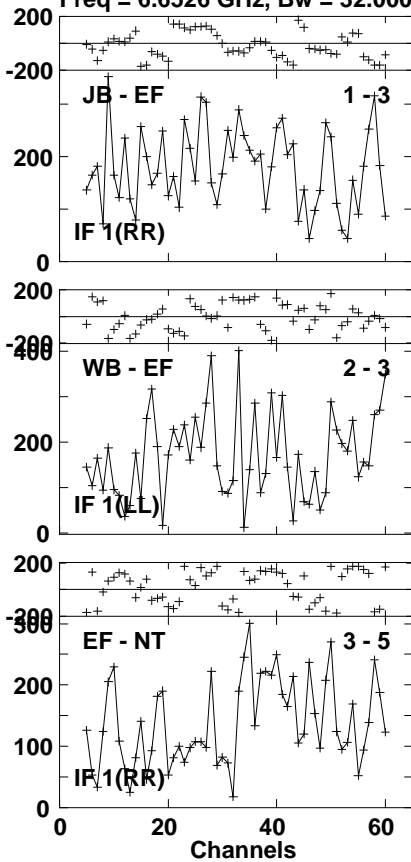 Freq = 6.6526 GHz, Bw = 32.000
200
-200
JB - EF 1 - 3
200
IF 1(RR)
0
200
-200
400
WB - EF 2 - 3
200
IF 1(LL)
0
200
-200
300
EF - NT 3 - 5
200
100
IF 1(RR)
0
0 20 40 60
Channels